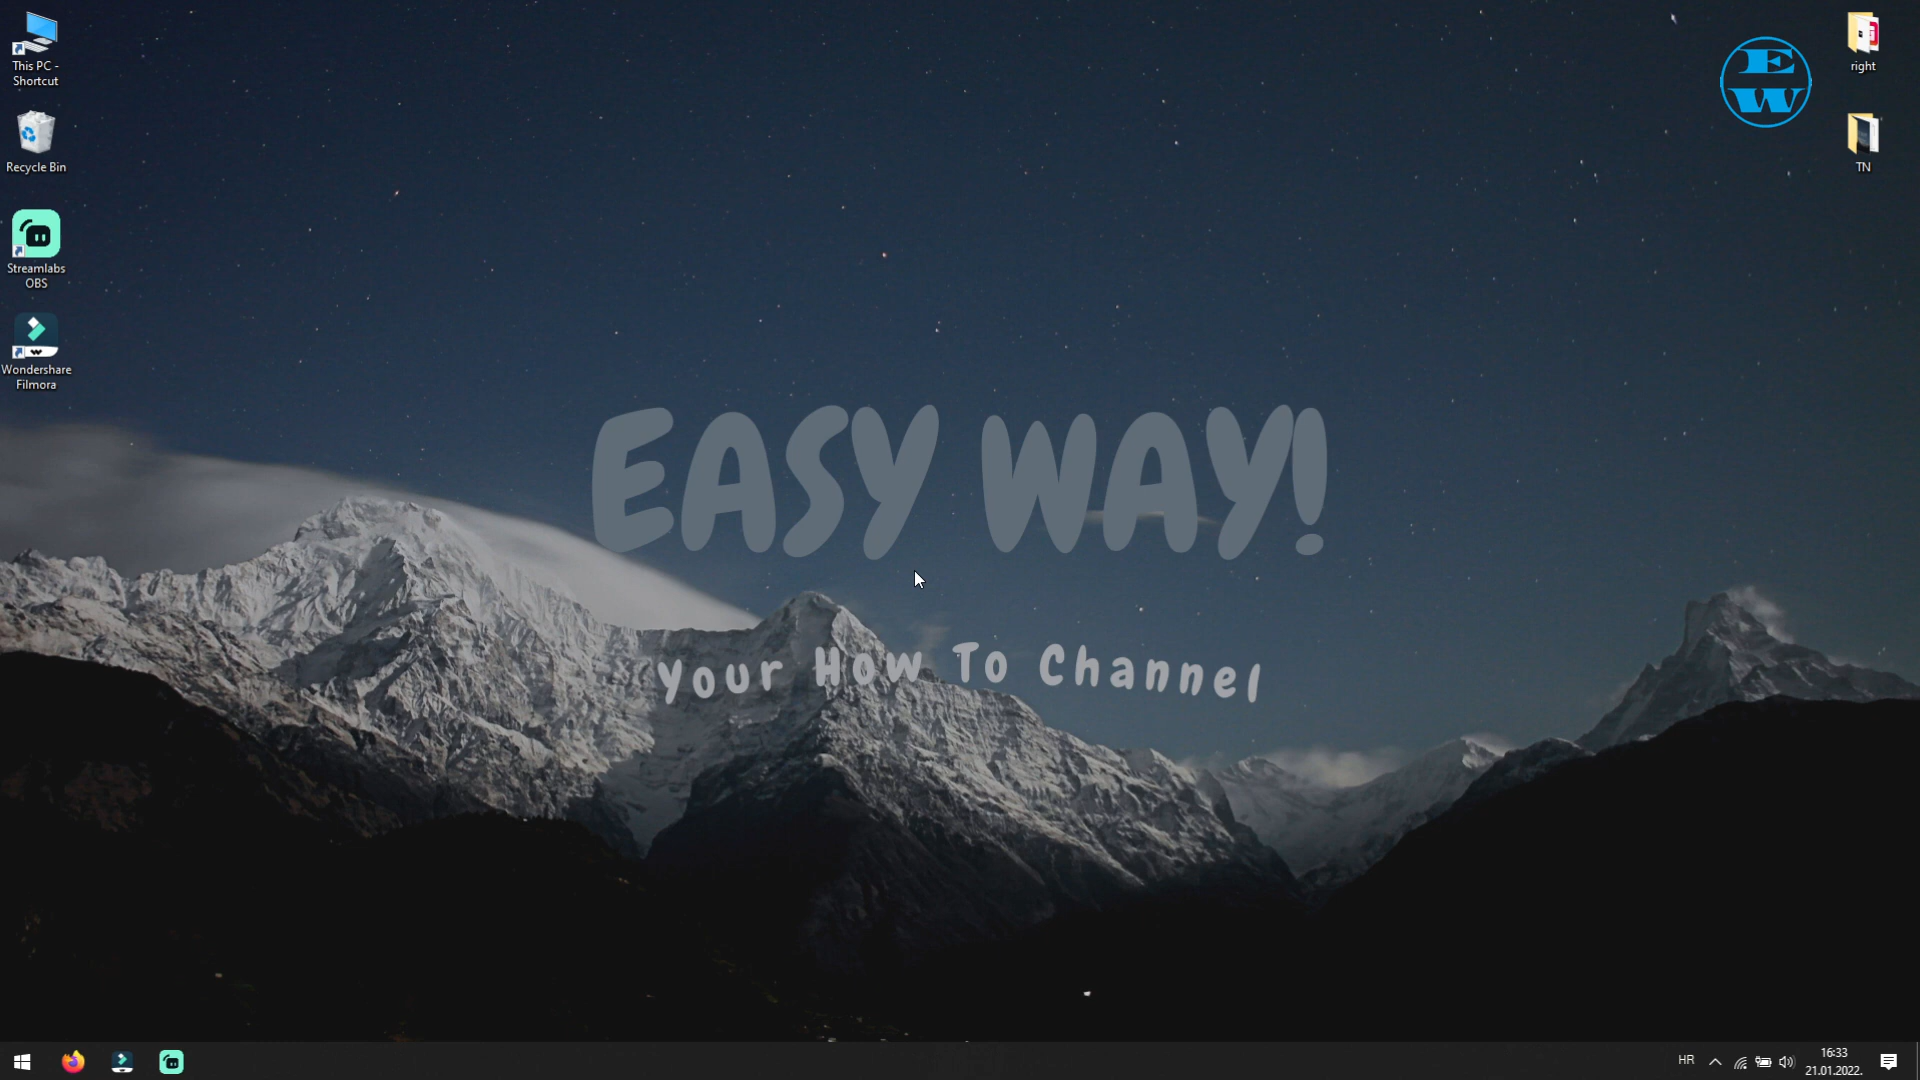 This PC -
Shortcut
Recycle Bin
Streamlabs
OBS
Wondershare
Filmora
EW
right
TN
EASY WAY!
Your How To Channel
HR
16:33
21.01.2022.